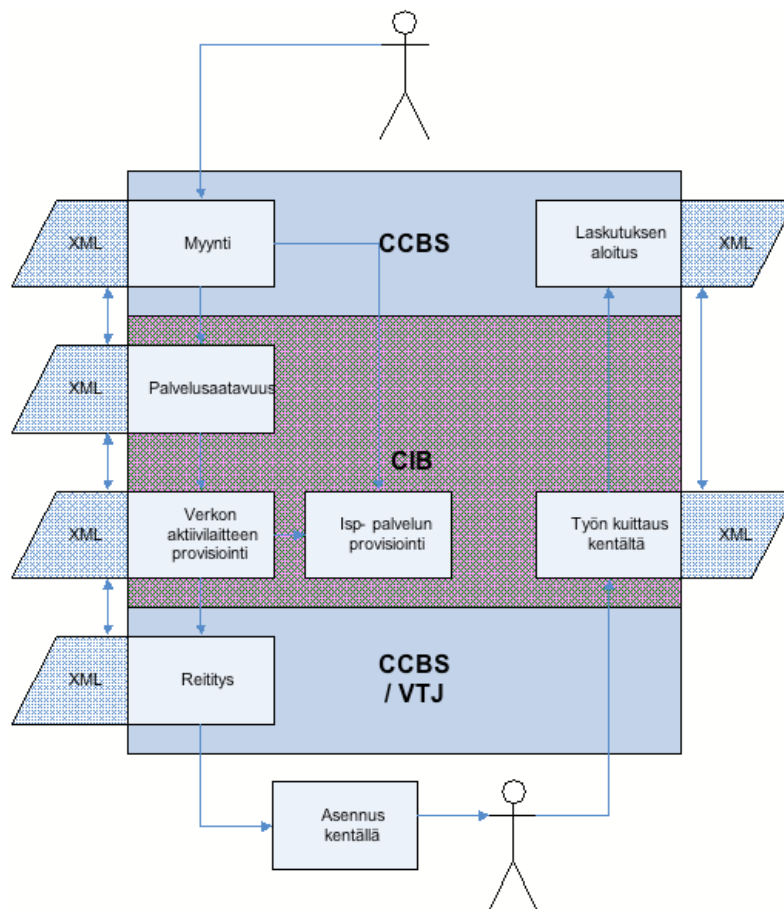 XML
Myynti
CCBS
Laskutuksen
aloitus
XML
XML
Palvelusaatavuus
CIB
XML
Verkon
aktiivilaitteen
provisiointi
Isp- palvelun
provisiointi
Työn kuittaus
kentältä
XML
XML
Reititys
CCBS
/ VTJ
Asennus
kentällä